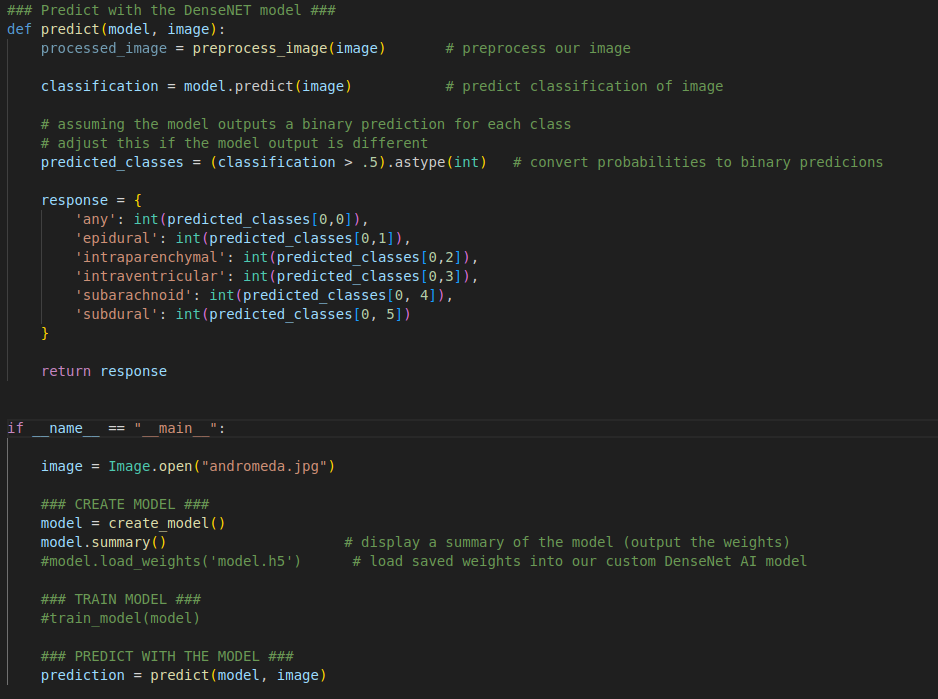 ### Predict with the DenseNET model ###
def predict(model, image):
    processed_image = preprocess_image(image)       # preprocess our image
    classification = model.predict(image)           # predict classification of image
    # assuming the model outputs a binary prediction for each class
    # adjust this if the model output is different
    predicted_classes = (classification > .5).astype(int)   # convert probabilities to binary predicions
    response = {
        'any': int(predicted_classes[0,0]),
        'epidural': int(predicted_classes[0,1]),
        'intraparenchymal': int(predicted_classes[0,2]),
        'intraventricular': int(predicted_classes[0,3]),
        'subarachnoid': int(predicted_classes[0, 4]),
        'subdural': int(predicted_classes[0, 5])
    }
    return response
if __name__ == "__main__":
    image = Image.open("andromeda.jpg")
    ### CREATE MODEL ###
    model = create_model()
    model.summary()                     # display a summary of the model (output the weights)
    #model.load_weights('model.h5')      # load saved weights into our custom DenseNet AI model
    ### TRAIN MODEL ###
    #train_model(model)
    ### PREDICT WITH THE MODEL ###
    prediction = predict(model, image)